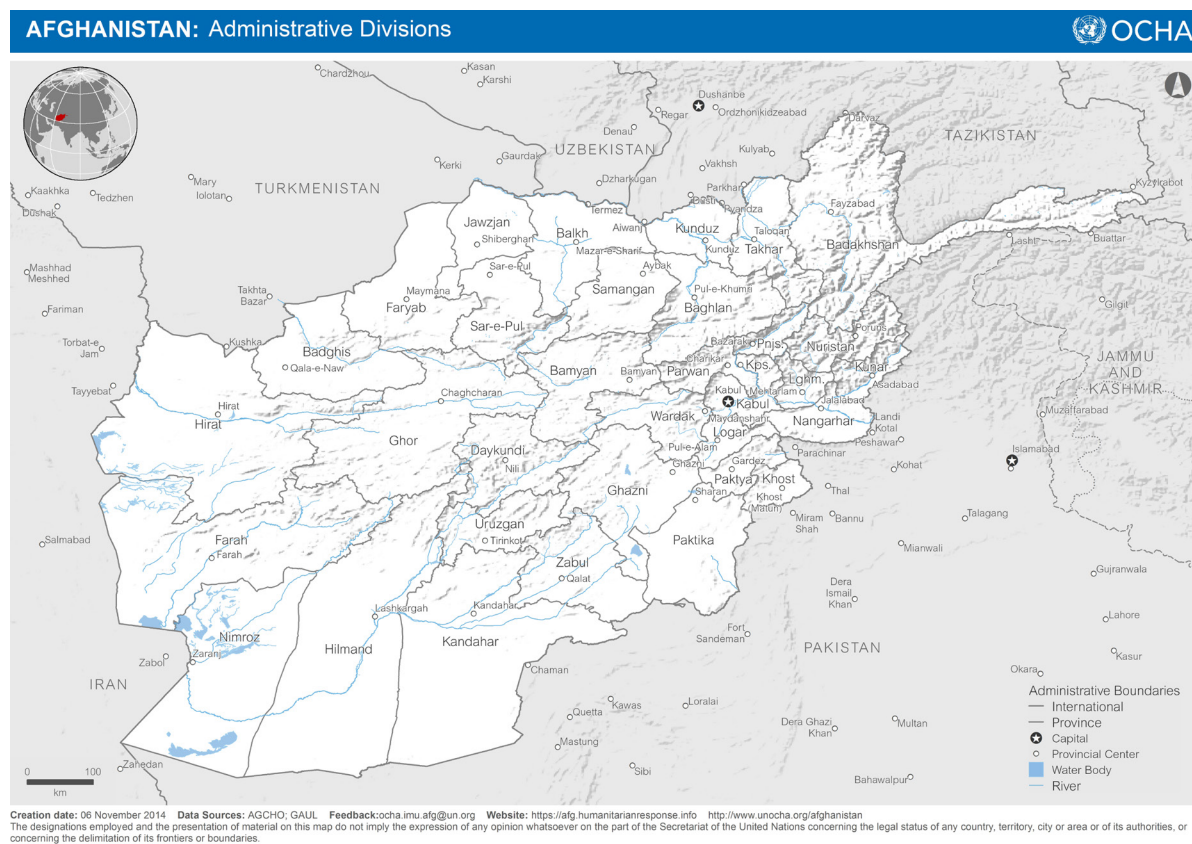 AFGHANISTAN: Administrative Divisions
OCHA
Chardzhou
Kasan
Karshi
Dushanbe
Regar
Ordzhonikidzeabad
Denau
Darvaz
TAZIKISTAN
UZBEKISTAN
Kulyab
Gaurdak
Kerki
Vakhsh
Dzharkugan
Parkhar
Kyzylrabot
Mary
Iolotan
TURKMENISTAN
Kaakhka
Tedzhen
Dushak
Termez
Dusti
Pyandza
Fayzabad
Jawzjan
Aiwanj
Kunduz
Taloqan
Balkh
Shiberghan
Mazar-e-Sharif
Kunduz
Takhar
Badakhshan
Lasht
Buattar
Mashhad
Meshhed
Sar-e-Pul
Aybak
Takhta
Bazar
Maymana
Samangan
Pul-e-Khumri
Gilgit
Fariman
Faryab
Baghlan
Sar-e-Pul
Poruns
Torbat-e
Jam
Kushka
Badghis
Bazarak
Pnjs.
Nuristan
JAMMU
AND
KASHMIR
Charikar
Qala-e-Naw
Bamyan
Bamyan
Parwan
Kps.
Kunar
Lghm.
Asadabad
Tayyebat
Chaghcharan
Kabul
Mehtarlam
Kabul
Jalalabad
Hirat
Hirat
Wardak
Maydanshahr
Nangarhar
Landi
Kotal
Muzaffarabad
Logar
Ghor
Daykundi
Pul-e-Alam
Peshawar
Parachinar
Islamabad
Nili
Ghazni
Gardez
Kohat
Ghazni
Paktya
Khost
Sharan
Khost
(Matun)
Thal
Uruzgan
Miram
Shah
Bannu
Talagang
Salmabad
Farah
Farah
Tirinkot
Paktika
Mianwali
Zabul
Qalat
Gujranwala
Dera
Ismail
Khan
Lashkargah
Kandahar
Lahore
Nimroz
Hilmand
Kandahar
Fort
Sandeman
PAKISTAN
Zabol
Zaranj
Kasur
Chaman
Okara
IRAN
Kawas
Loralai
Quetta
Dera Ghazi
Khan
Multan
Mastung
Zahedan
Sibi
Bahawalpur
Administrative Boundaries
International
Province
Capital
Provincial Center
Water Body
River
0 100
km
Creation date: 06 November 2014 Data Sources: AGCHO; GAUL Feedback:ocha.imu.afg@un.org Website: https://afg.humanitarianresponse.info http://www.unocha.org/afghanistan
The designations employed and the presentation of material on this map do not imply the expression of any opinion whatsoever on the part of the Secretariat of the United Nations concerning the legal status of any country, territory, city or area or of its authorities, or
concerning the delimitation of its frontiers or boundaries.